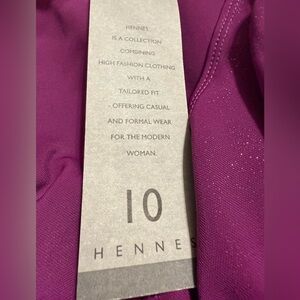 HENNES
IS A COLLECTION
COMBINING
HIGH FASHION CLOTHING
WITH A
TAILORED FIT
- OFFERING CASUAL
AND FORMAL WEAR
FOR THE MODERN
WOMAN.
10
HENNES